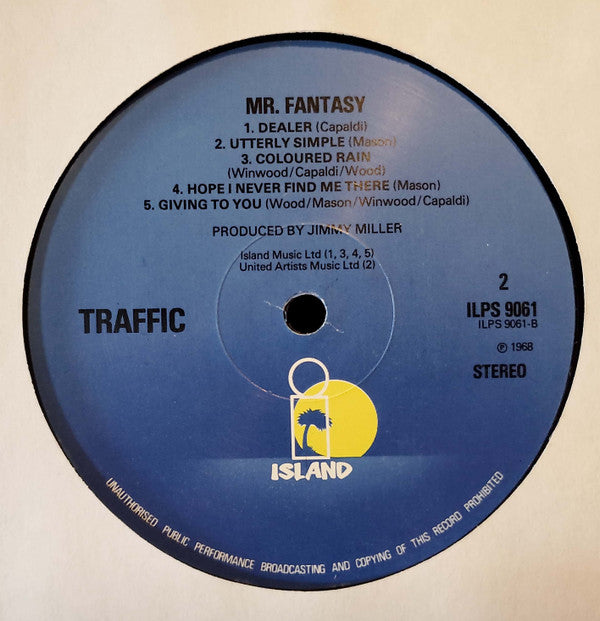 MR. FANTASY
1. DEALER (Capaldi)
2. UTTERLY SIMPLE (Mason)
3. COLOURED RAIN
(Winwood/Capaldi/Wood)
4. HOPE I NEVER FIND ME THERE (Mason)
5. GIVING TO YOU (Wood/Mason/Winwood/Capaldi)
PRODUCED BY JIMMY MILLER
Island Music Ltd (1, 3, 4, 5)
United Artists Music Ltd (2)
TRAFFIC
2
ILPS 9061
ILPS 9061-B
℗ 1968
STEREO
ISLAND
UNAUTHORISED PUBLIC PERFORMANCE BROADCASTING AND COPYING OF THIS RECORD PROHIBITED